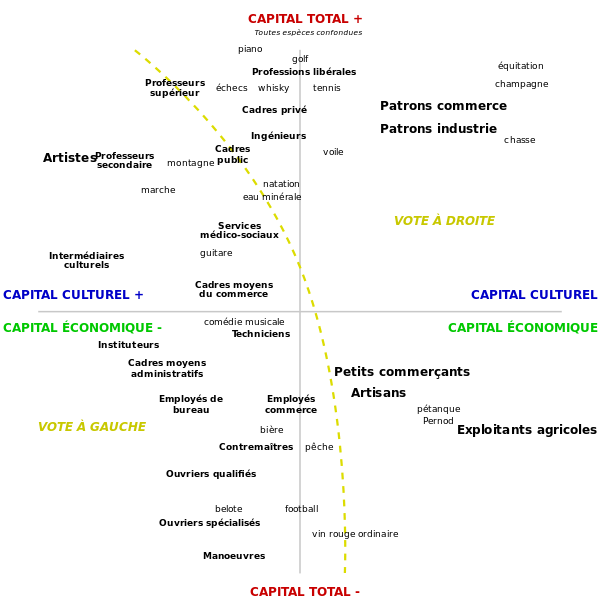 CAPITAL TOTAL +
Toutes espèces confondues
piano
golf
Professions libérales
équitation
champagne
Professeurs
supérieur
échecs
whisky
tennis
Cadres privé
Patrons commerce
Patrons industrie
Ingénieurs
chasse
Artistes
Professeurs
secondaire
montagne
Cadres
public
voile
marche
natation
eau minérale
VOTE À DROITE
Services
médico-sociaux
guitare
Intermédiaires
culturels
Cadres moyens
du commerce
CAPITAL CULTUREL +
CAPITAL CULTUREL
CAPITAL ÉCONOMIQUE -
CAPITAL ÉCONOMIQUE
comédie musicale
Techniciens
Instituteurs
Cadres moyens
administratifs
Petits commerçants
Artisans
Employés de
bureau
Employés
commerce
pétanque
Pernod
Exploitants agricoles
VOTE À GAUCHE
bière
Contremaîtres
pêche
Ouvriers qualifiés
belote
football
Ouvriers spécialisés
vin rouge ordinaire
Manoeuvres
CAPITAL TOTAL -